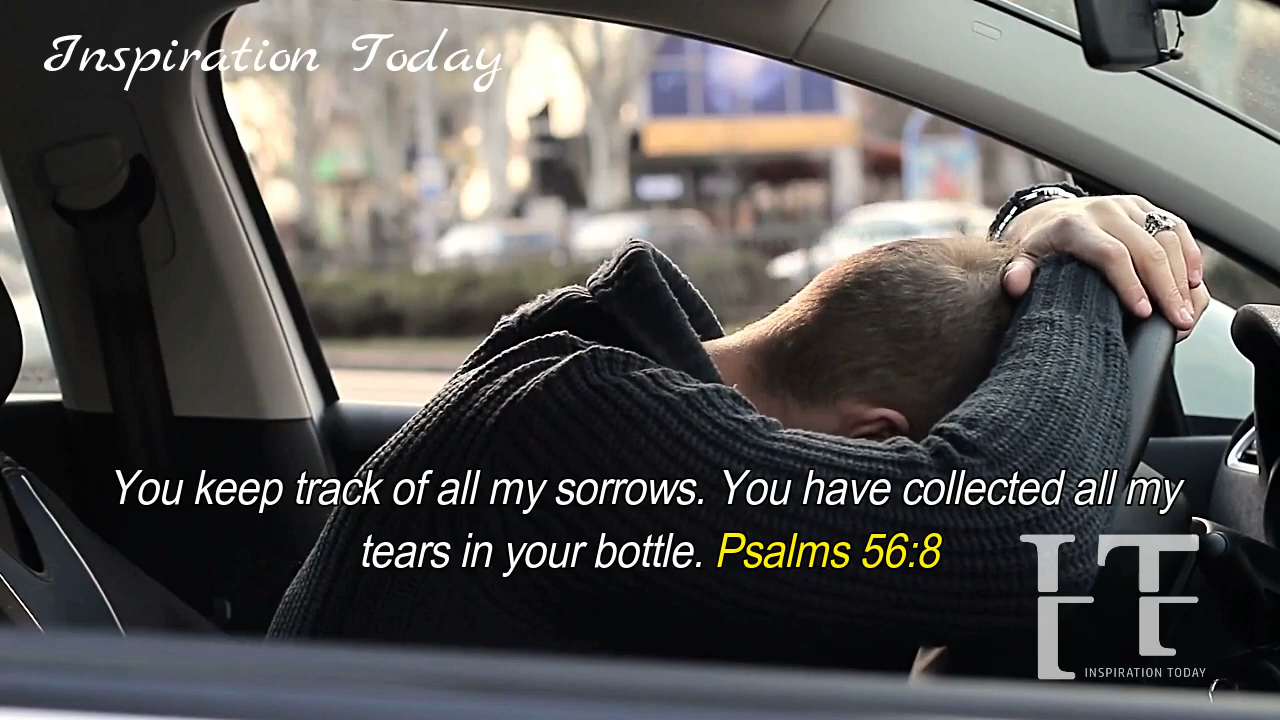 Inspiration Today
You keep track of all my sorrows. You have collected all my
tears in your bottle. Psalms 56:8
IT
INSPIRATION TODAY